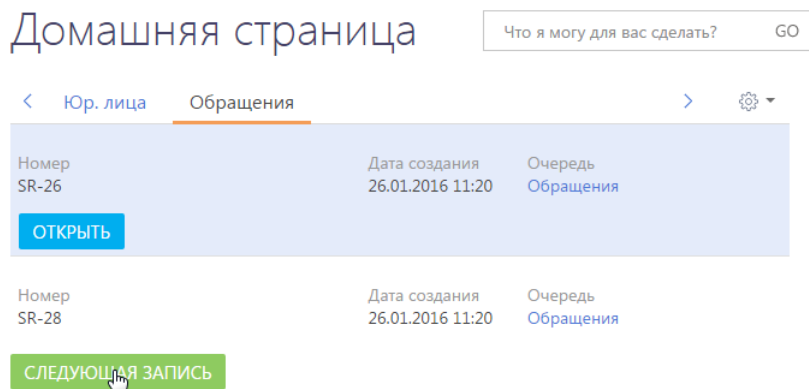 Домашняя страница
Что я могу для вас сделать? GO
Юр. лица Обращения
Номер Дата создания Очередь
SR-26 26.01.2016 11:20 Обращения
ОТКРЫТЬ
Номер Дата создания Очередь
SR-28 26.01.2016 11:20 Обращения
СЛЕДУЮЩАЯ ЗАПИСЬ